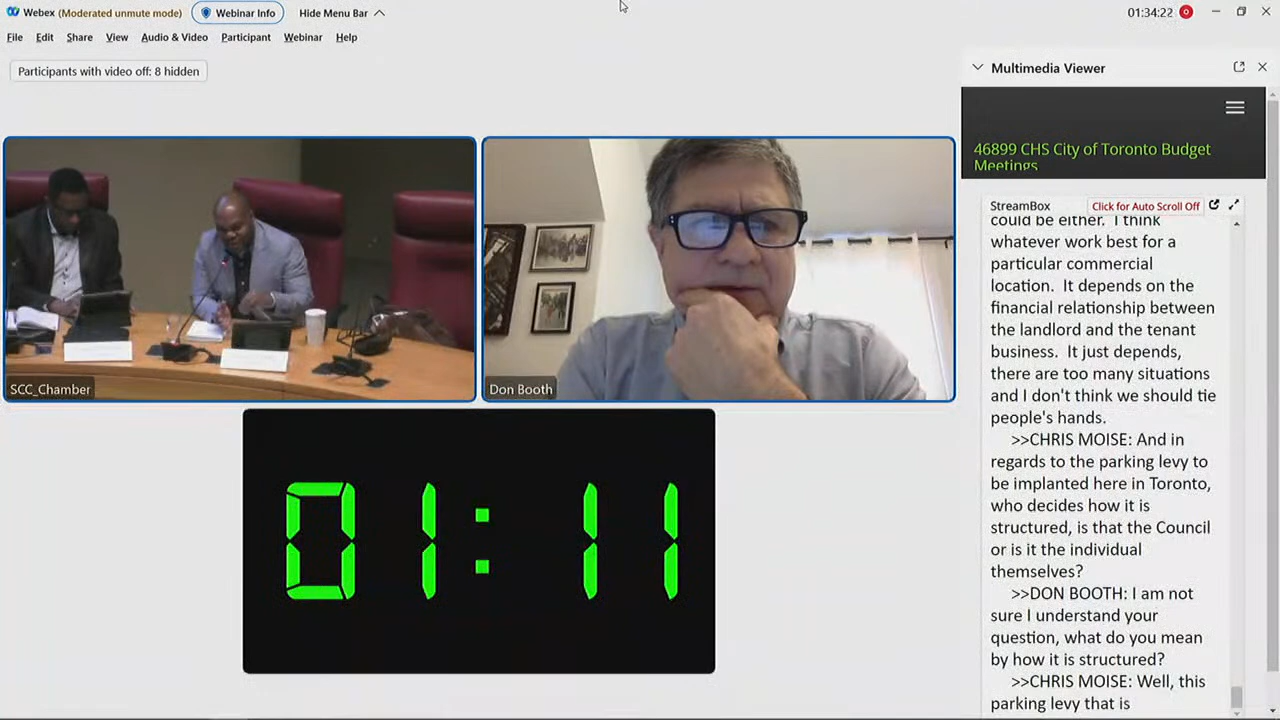 Webex (Moderated unmute mode) Webinar Info Hide Menu Bar 01:34:22
File Edit Share View Audio & Video Participant Webinar Help
Participants with video off: 8 hidden
SCC_Chamber
Don Booth
01:11
Multimedia Viewer
46899 CHS City of Toronto Budget
Meetings
StreamBox Click for Auto Scroll Off
could be either. I think
whatever work best for a
particular commercial
location. It depends on the
financial relationship between
the landlord and the tenant
business. It just depends,
there are too many situations
and I don't think we should tie
people's hands.
>>CHRIS MOISE: And in
regards to the parking levy to
be implanted here in Toronto,
who decides how it is
structured, is that the Council
or is it the individual
themselves?
>>DON BOOTH: I am not
sure I understand your
question, what do you mean
by how it is structured?
>>CHRIS MOISE: Well, this
parking levy that is